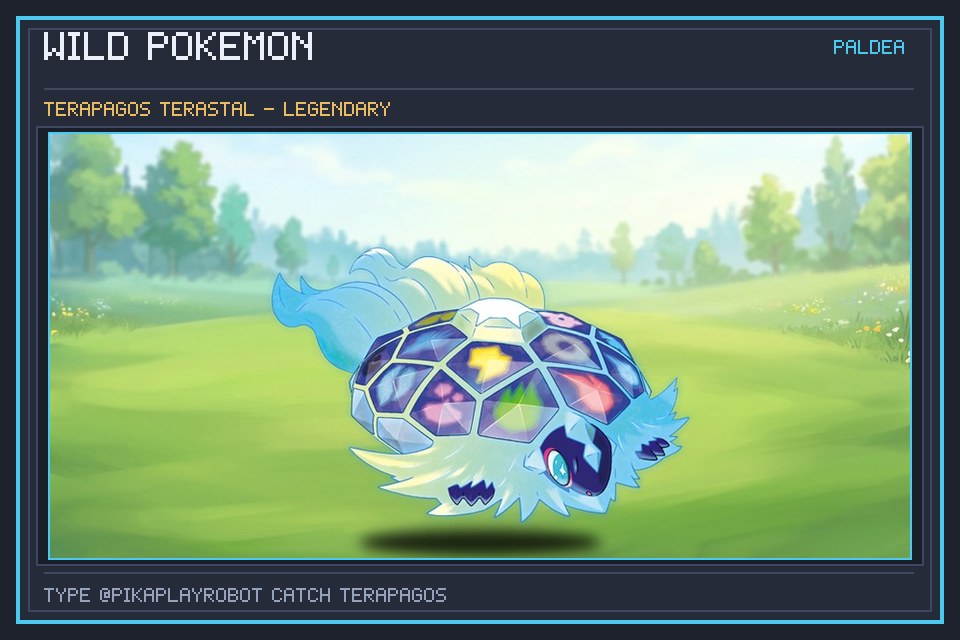 WILD POKEMON
PALDEA
TERAPAGOS TERASTAL - LEGENDARY
TYPE @PIKAPLAYROBOT CATCH TERAPAGOS